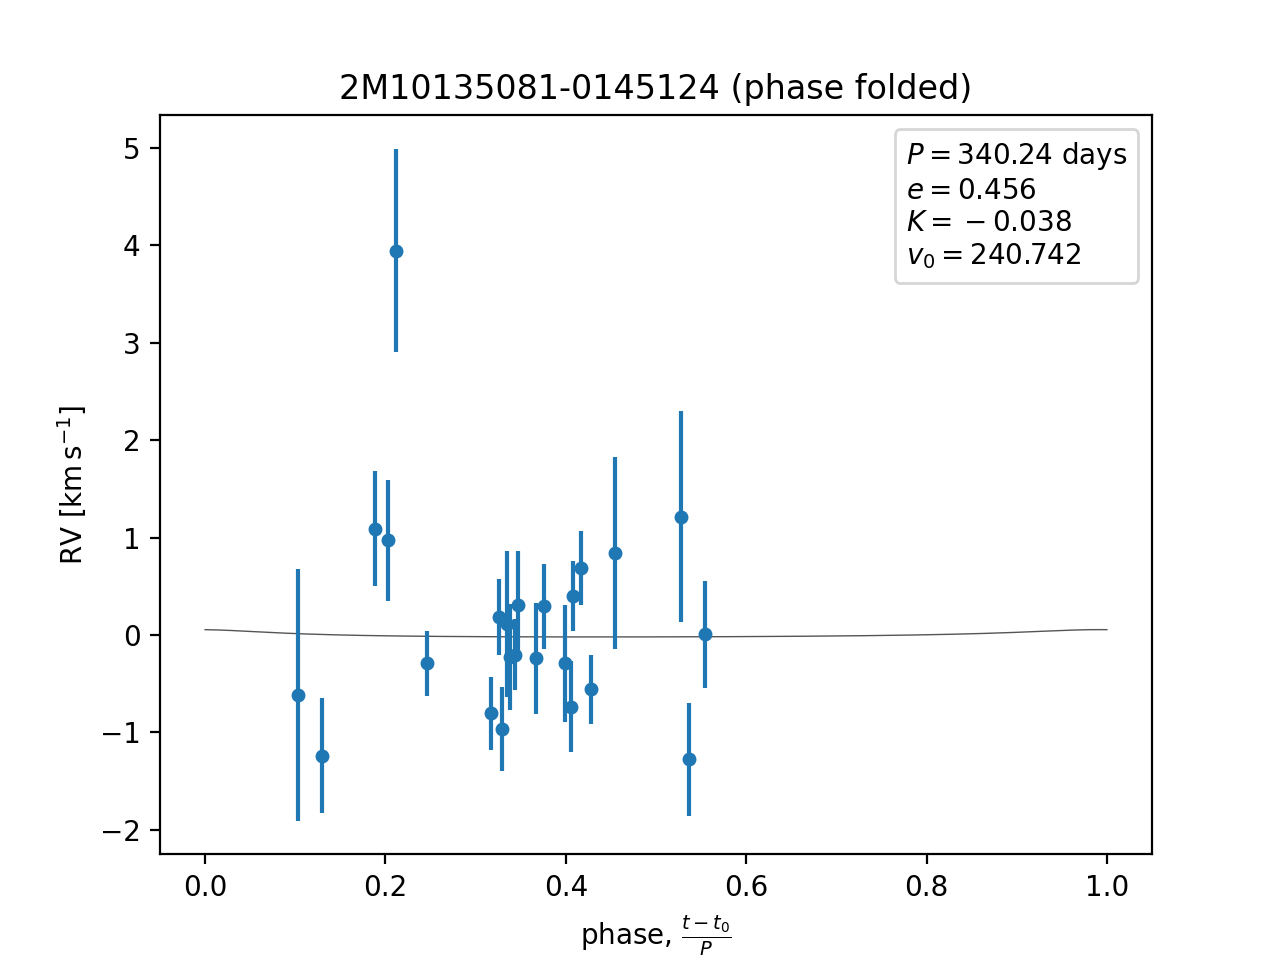 2M10135081-0145124 (phase folded)
P = 340.24 days
e = 0.456
K = −0.038
v₀ = 240.742
5
4
3
2
1
0
−1
−2
RV [km s⁻¹]
0.0 0.2 0.4 0.6 0.8 1.0
phase, (t − t₀)/P